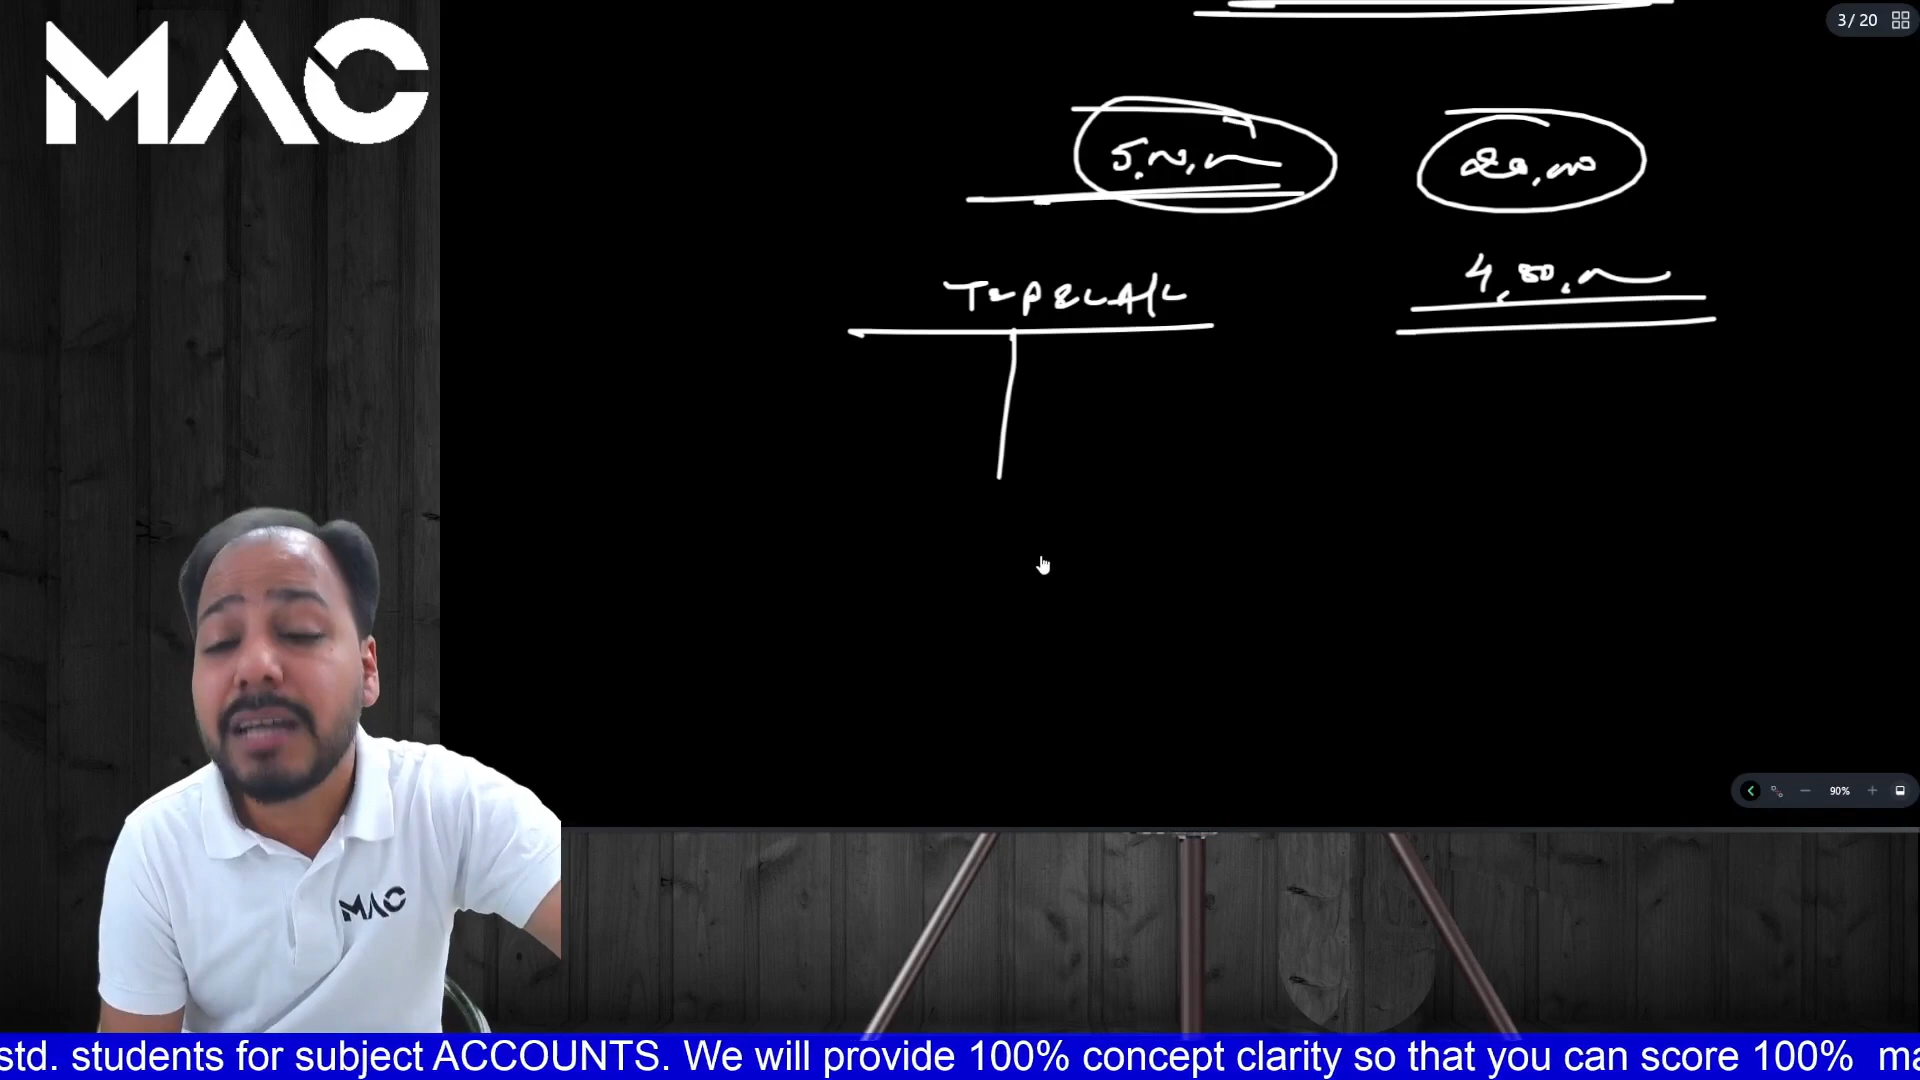 MAC
3/ 20
5,00,000
20,000
T & P & L A/C
4,80,000
90%
MAC
std. students for subject ACCOUNTS. We will provide 100% concept clarity so that you can score 100% ma